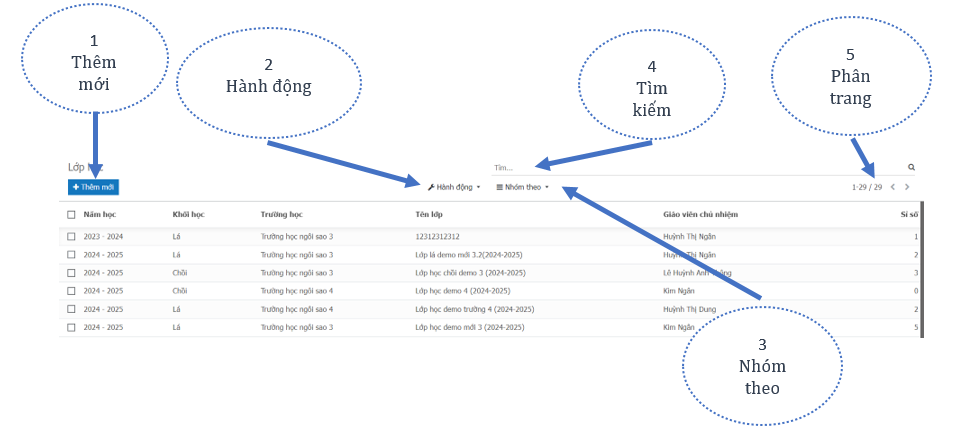 1
Thêm
mới
2
Hành động
4
Tìm
kiếm
5
Phân
trang
Lớp học
Tìm...
+ Thêm mới
Hành động
Nhóm theo
1-29 / 29
Năm học Khối học Trường học Tên lớp Giáo viên chủ nhiệm Sỉ số
2023 - 2024 Lá Trường học ngôi sao 3 12312312312 Huỳnh Thị Ngân 1
2024 - 2025 Lá Trường học ngôi sao 3 Lớp lá demo mới 3.2(2024-2025) Huỳnh Thị Ngân 2
2024 - 2025 Chồi Trường học ngôi sao 3 Lớp học chồi demo 3 (2024-2025) Lê Huỳnh Anh 3
2024 - 2025 Chồi Trường học ngôi sao 4 Lớp học demo 4 (2024-2025) Kim Ngân 0
2024 - 2025 Lá Trường học ngôi sao 4 Lớp học demo trường 4 (2024-2025) Huỳnh Thị Dung 2
2024 - 2025 Lá Trường học ngôi sao 3 Lớp học demo mới 3 (2024-2025) Kim Ngân 5
3
Nhóm
theo